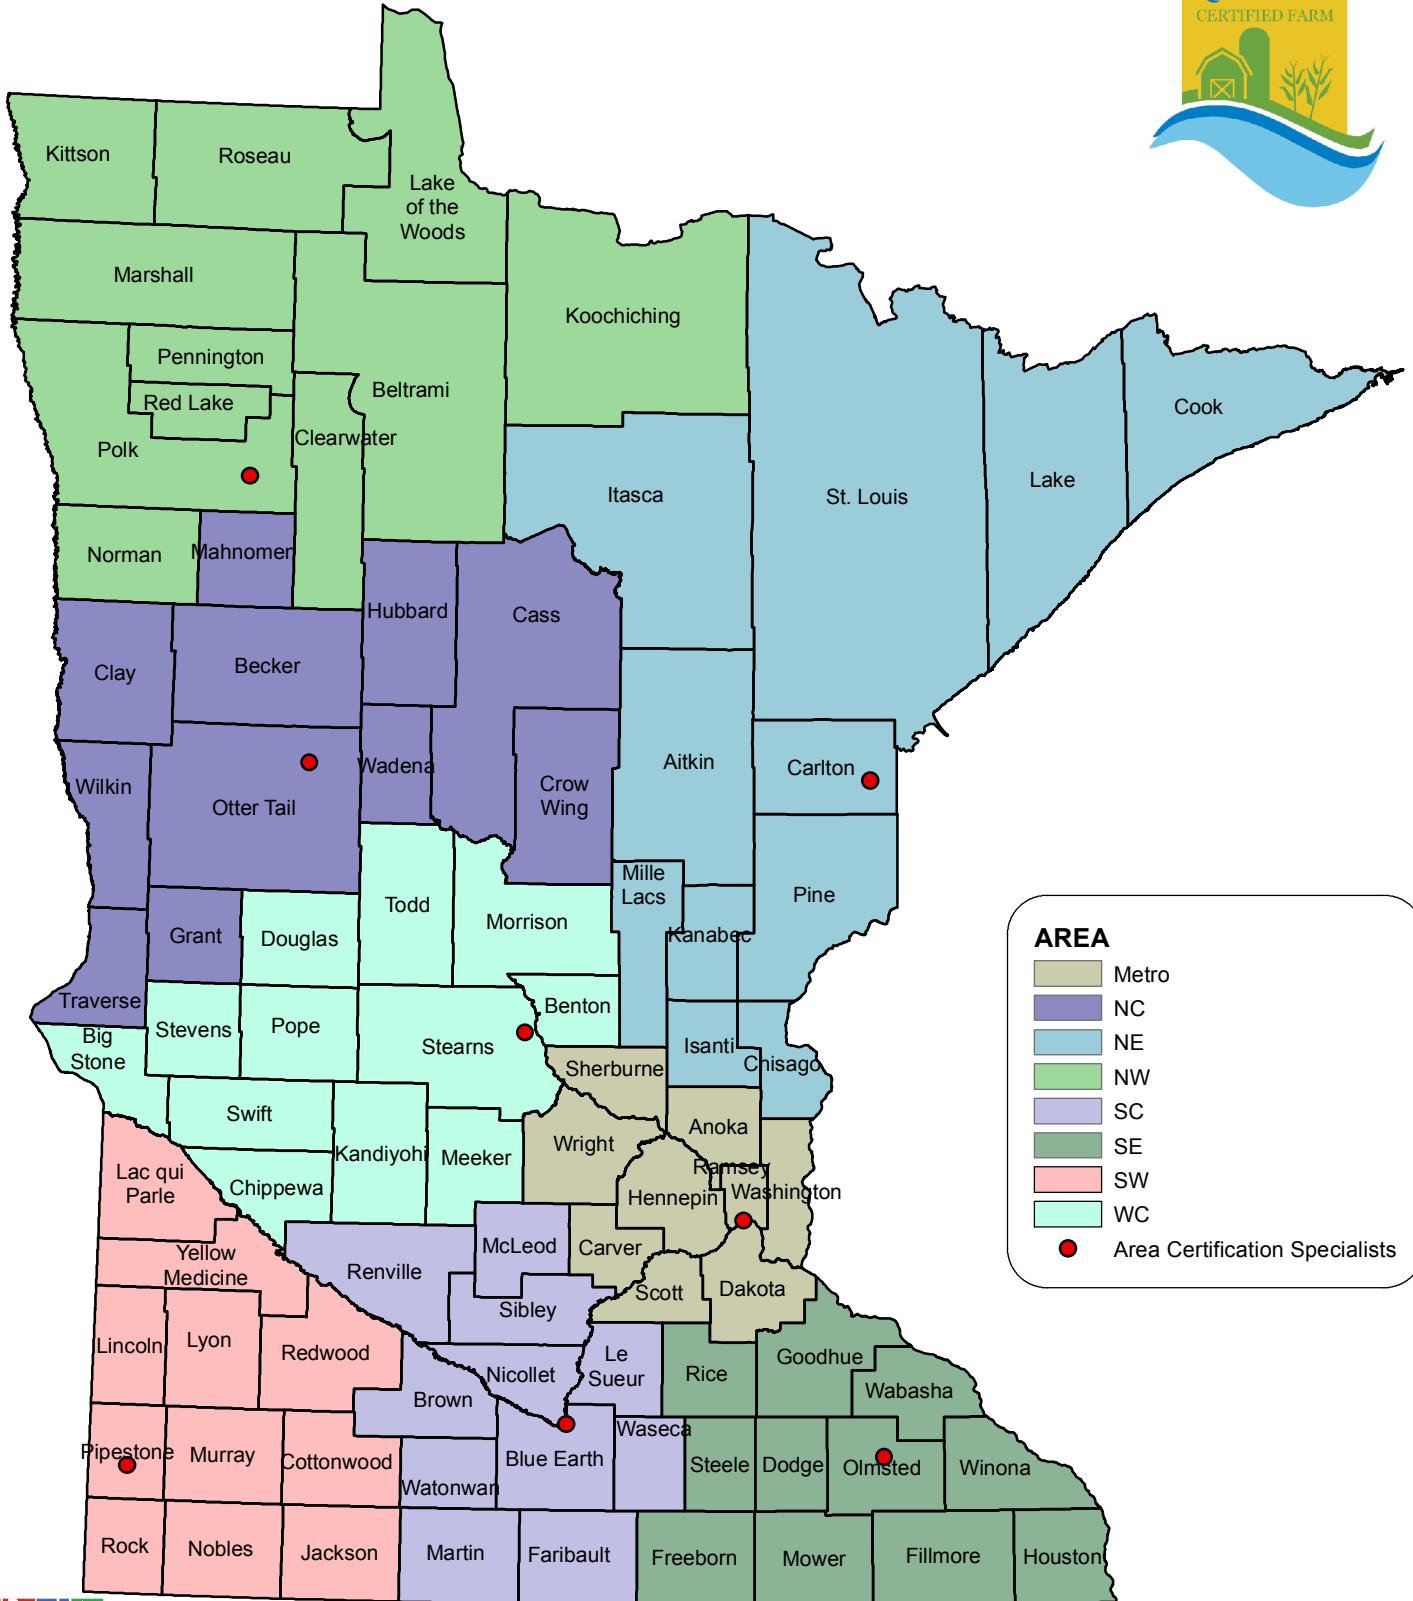 CERTIFIED FARM
Kittson
Roseau
Lake
of the
Woods
Marshall
Koochiching
Pennington
Beltrami
Red Lake
Clearwater
Polk
Cook
Lake
Itasca
St. Louis
Norman
Mahnomen
Hubbard
Cass
Clay
Becker
Aitkin
Carlton
Wadena
Wilkin
Otter Tail
Crow
Wing
Mille
Lacs
Pine
Todd
Morrison
Kanabec
Grant
Douglas
Traverse
Benton
Stevens
Pope
Big
Stone
Stearns
Isanti
Chisago
Sherburne
Swift
Anoka
Wright
Kandiyohi
Meeker
Ramsey
Lac qui
Parle
Chippewa
Hennepin
Washington
McLeod
Carver
Yellow
Medicine
Renville
Scott
Dakota
Sibley
Lincoln
Lyon
Redwood
Le
Sueur
Goodhue
Nicollet
Rice
Wabasha
Brown
Waseca
Pipestone
Murray
Cottonwood
Blue Earth
Steele
Dodge
Olmsted
Winona
Watonwan
Rock
Nobles
Jackson
Martin
Faribault
Freeborn
Mower
Fillmore
Houston
AREA
Metro
NC
NE
NW
SC
SE
SW
WC
Area Certification Specialists